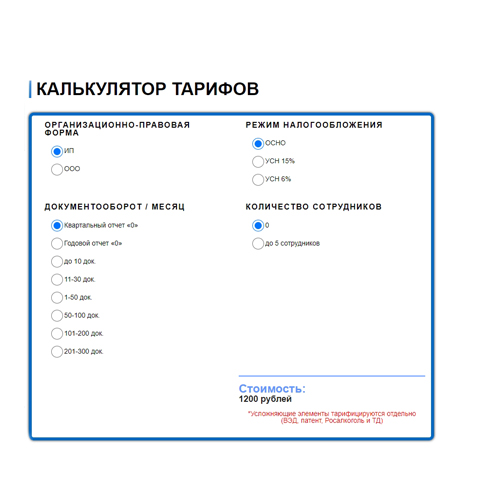 КАЛЬКУЛЯТОР ТАРИФОВ
ОРГАНИЗАЦИОННО-ПРАВОВАЯ
ФОРМА
ИП
ООО
РЕЖИМ НАЛОГООБЛОЖЕНИЯ
ОСНО
УСН 15%
УСН 6%
ДОКУМЕНТООБОРОТ / МЕСЯЦ
Квартальный отчет «0»
Годовой отчет «0»
до 10 док.
11-30 док.
1-50 док.
50-100 док.
101-200 док.
201-300 док.
КОЛИЧЕСТВО СОТРУДНИКОВ
0
до 5 сотрудников
Стоимость:
1200 рублей
*Усложняющие элементы тарифицируются отдельно
(ВЭД, патент, Росалкоголь и ТД)